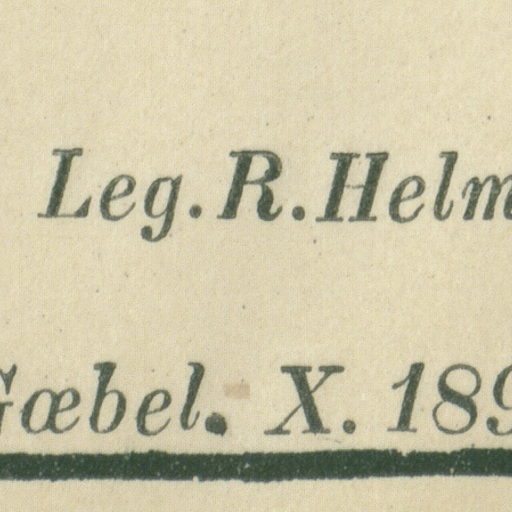 Leg. R. Helm
Gœbel. X. 189